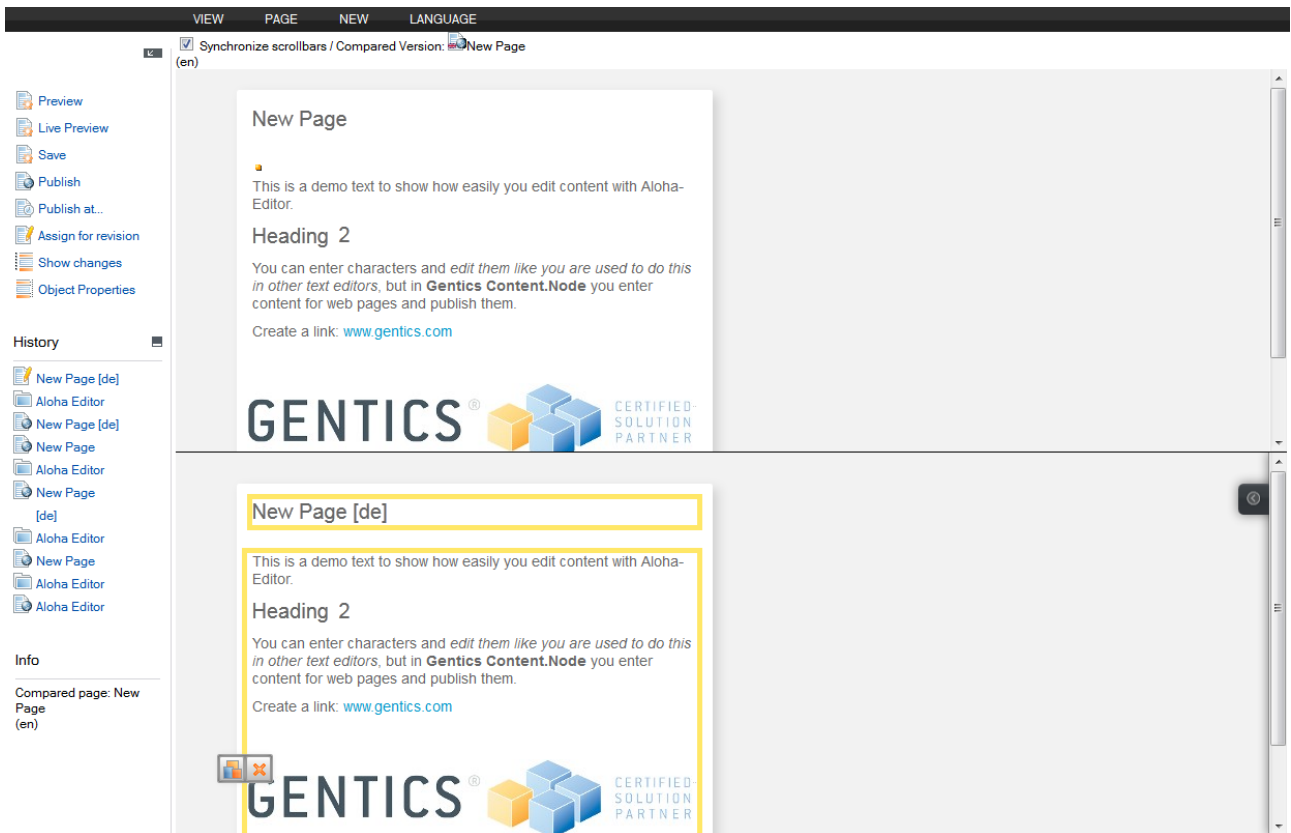 VIEW PAGE NEW LANGUAGE
Synchronize scrollbars / Compared Version: New Page
(en)
Preview
Live Preview
Save
Publish
Publish at...
Assign for revision
Show changes
Object Properties
History
New Page [de]
Aloha Editor
New Page [de]
New Page
Aloha Editor
New Page
[de]
Aloha Editor
New Page
Aloha Editor
Aloha Editor
Info
Compared page: New
Page
(en)
New Page
This is a demo text to show how easily you edit content with Aloha-
Editor.
Heading 2
You can enter characters and edit them like you are used to do this
in other text editors, but in Gentics Content.Node you enter
content for web pages and publish them.
Create a link: www.gentics.com
GENTICS®
CERTIFIED-
SOLUTION
PARTNER
New Page [de]
This is a demo text to show how easily you edit content with Aloha-
Editor.
Heading 2
You can enter characters and edit them like you are used to do this
in other text editors, but in Gentics Content.Node you enter
content for web pages and publish them.
Create a link: www.gentics.com
GENTICS®
CERTIFIED-
SOLUTION
PARTNER